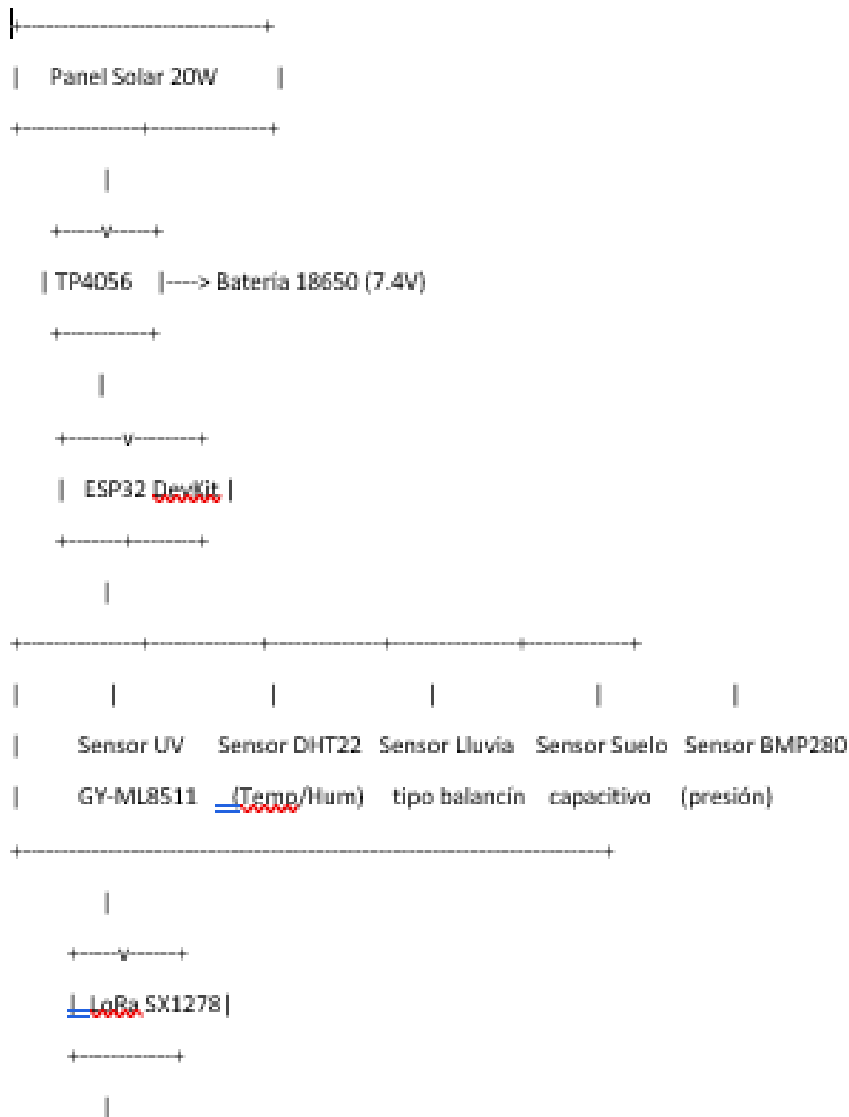 +---------------------------+
| Panel Solar 20W |
+--------------+--------------+
|
+-----v-----+
| TP4056 |----> Batería 18650 (7.4V)
+-----------+
|
+-------v--------+
| ESP32 DevKit |
+-------+--------+
|
+--------------+-------------+-------------+---------------+------------+
| | | | | |
| Sensor UV Sensor DHT22 Sensor Lluvia Sensor Suelo Sensor BMP280
| GY-ML8511 (Temp/Hum) tipo balancín capacitivo (presión)
+-----------------------------------------------------------------+
|
+-----v------+
| LoRa SX1278|
+------------+
|